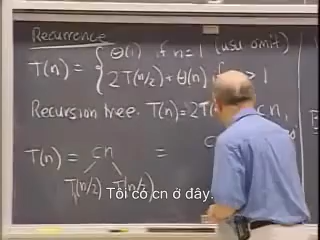 Recurrence
T(n) = { Θ(1) if n = 1 (usu omit)
2T(n/2) + Θ(n) if > 1
Recursion tree. T(n) = 2T( cn,
T(n) = cn =
T(n/2) T(n/2)
Tôi có cn ở đây.